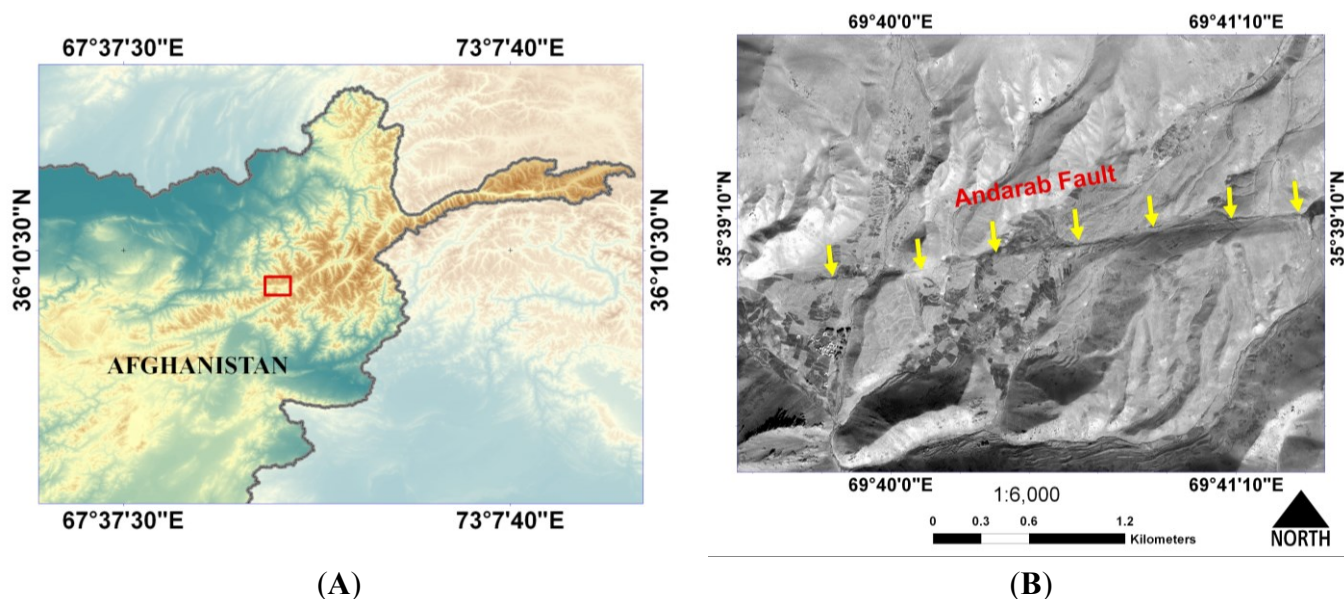 67°37'30"E 73°7'40"E
36°10'30"N 36°10'30"N
AFGHANISTAN
67°37'30"E 73°7'40"E
(A)
69°40'0"E 69°41'10"E
35°39'10"N 35°39'10"N
Andarab Fault
69°40'0"E 69°41'10"E
1:6,000
0 0.3 0.6 1.2
Kilometers
NORTH
(B)